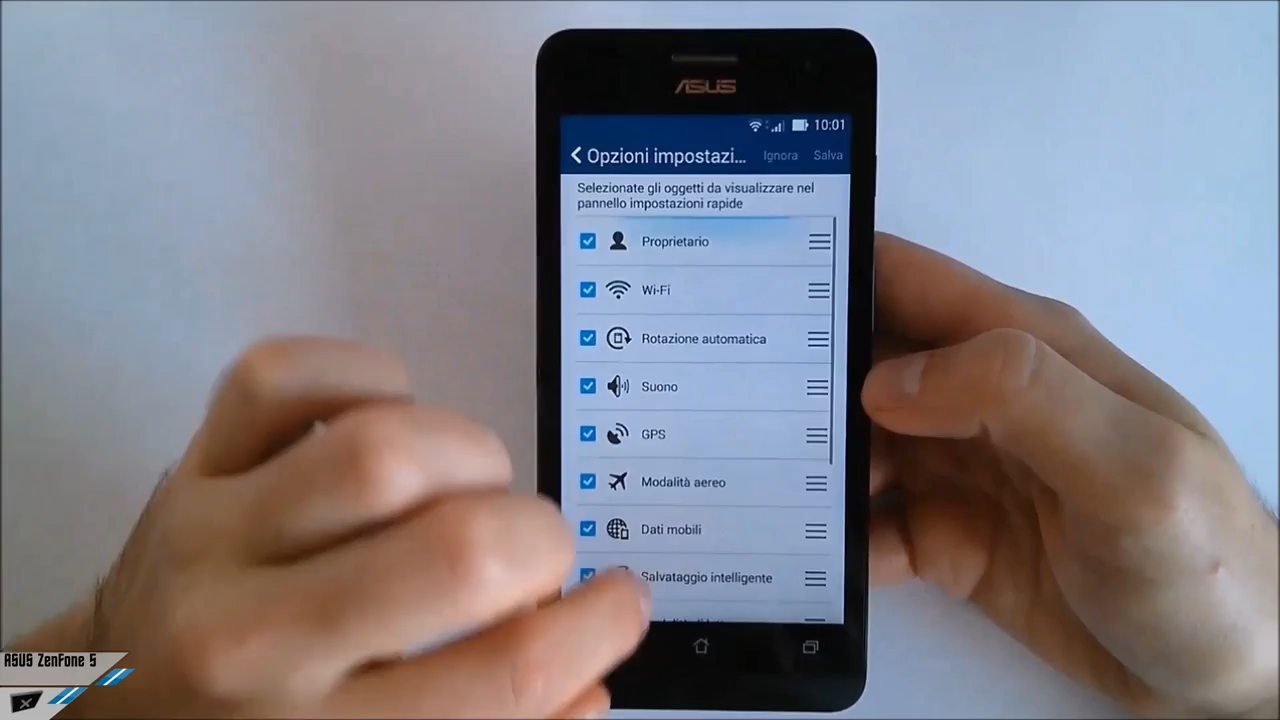 ASUS
10:01
Opzioni impostazi... Ignora Salva
Selezionate gli oggetti da visualizzare nel
pannello impostazioni rapide
Proprietario
Wi-Fi
Rotazione automatica
Suono
GPS
Modalità aereo
Dati mobili
Salvataggio intelligente
ASUS ZenFone 5